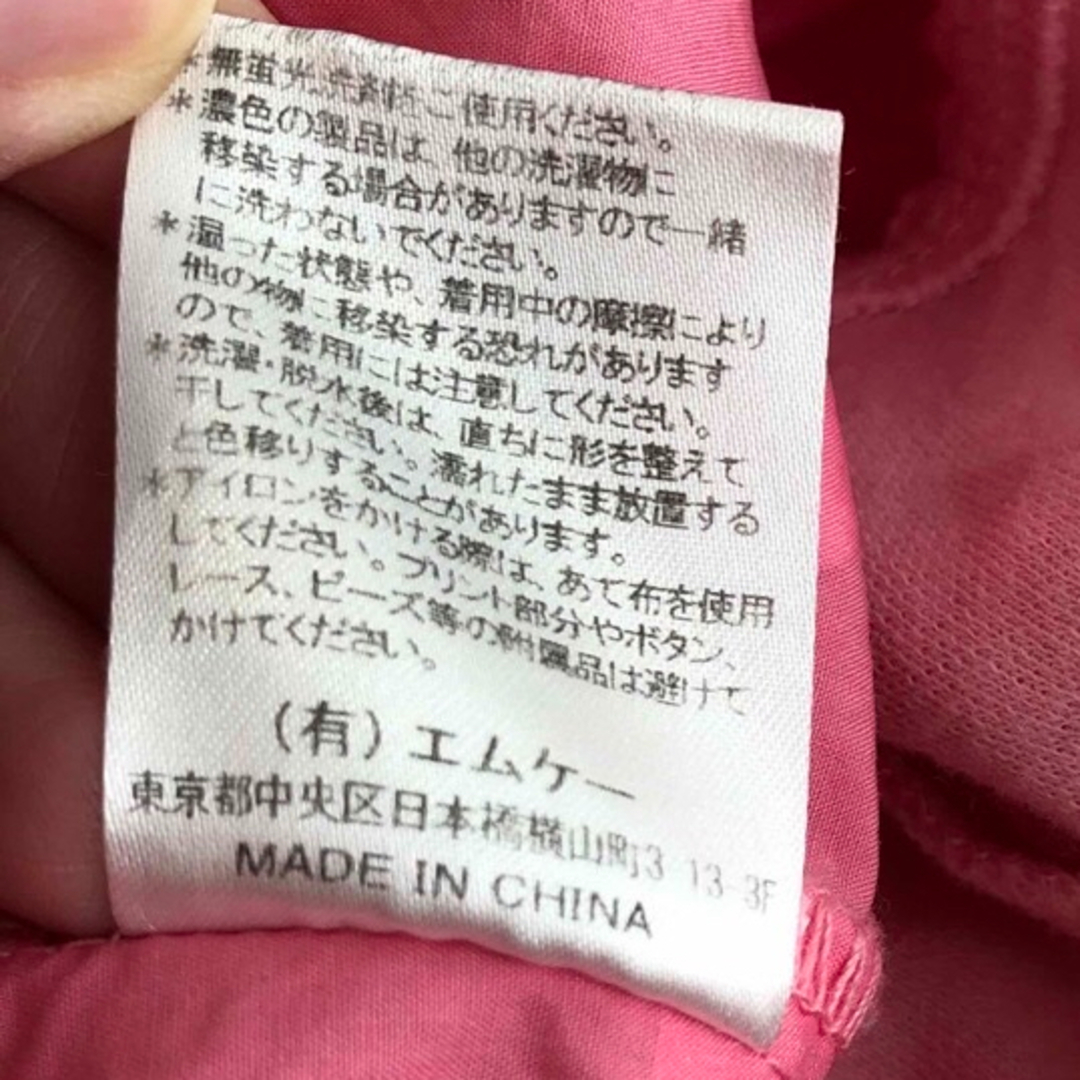 *無蛍光洗剤をご使用ください。
*濃色の製品は、他の洗濯物に
移染する場合がありますので一緒
に洗わないでください。
*湿った状態や、着用中の摩擦により
他の物に移染する恐れがあります
ので、着用には注意してください。
*洗濯・脱水後は、直ちに形を整えて
干してください。濡れたまま放置する
と色移りすることがあります。
*アイロンをかける際は、あて布を使用
してください。プリント部分やボタン、
レース、ビーズ等の附属品は避けて
かけてください。
(有)エムケー
東京都中央区日本橋横山町3 13-3F
MADE IN CHINA